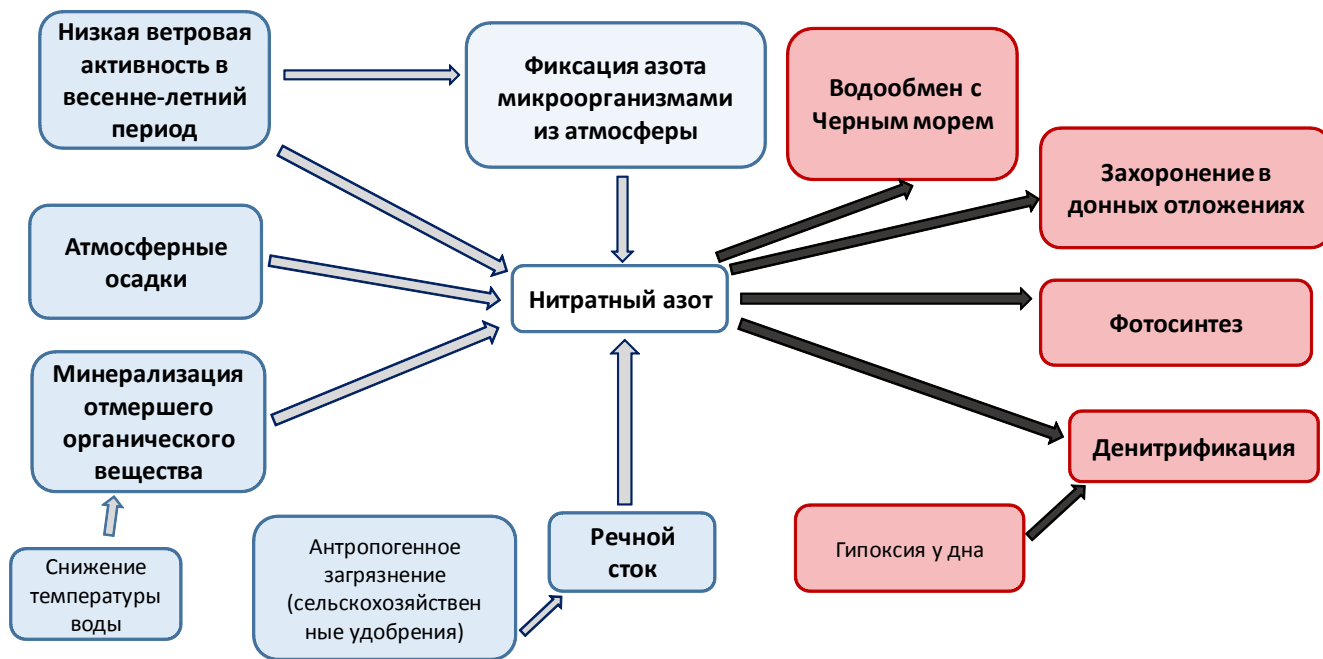 Низкая ветровая
активность в
весенне-летний
период
Фиксация азота
микроорганизмами
из атмосферы
Водообмен с
Черным морем
Захоронение в
донных отложениях
Атмосферные
осадки
Нитратный азот
Фотосинтез
Минерализация
отмершего
органического
вещества
Денитрификация
Снижение
температуры
воды
Антропогенное
загрязнение
(сельскохозяйствен
ные удобрения)
Речной
сток
Гипоксия у дна